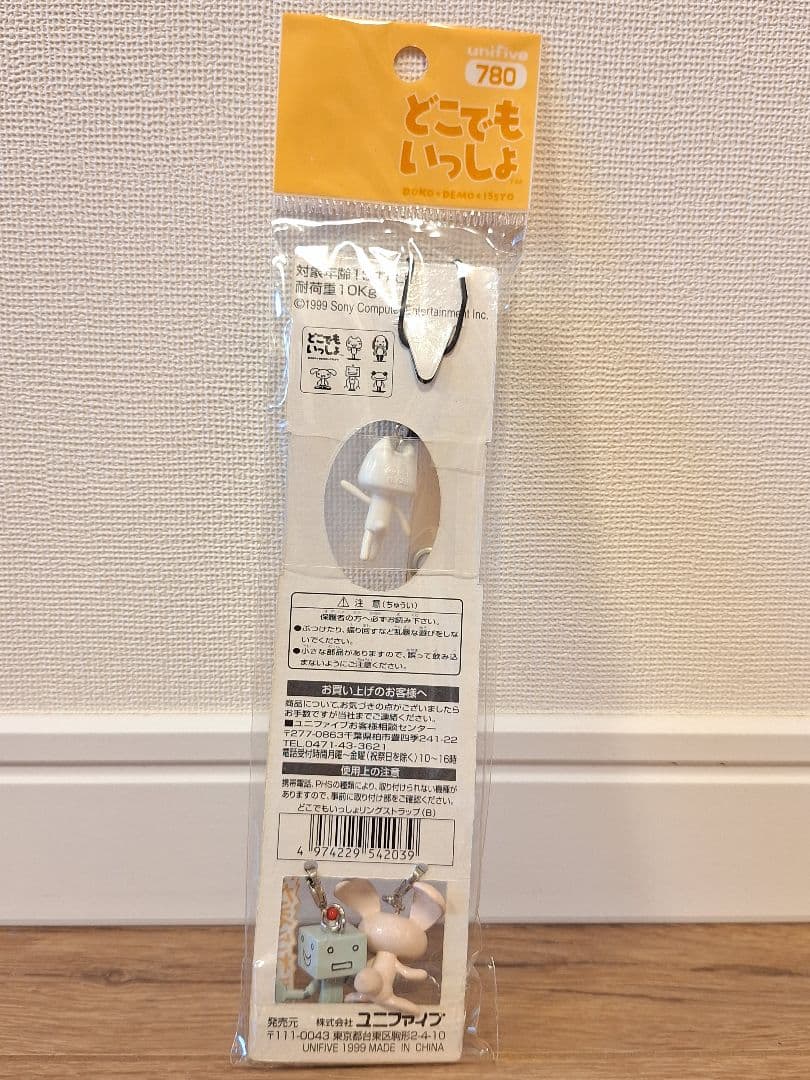 unifive
780
どこでも
いっしょ
TM
DOKO★DEMO★ISSYO
対象年齢15
耐荷重10Kg
©1999 Sony Computer Entertainment Inc.
どこでも
いっしょ
⚠ 注 意(ちゅうい)
保護者の方へ必ずお読み下さい。
●ぶつけたり、振り回すなど乱暴な遊びをしな
いでください。
●小さな部品がありますので、誤って飲み込
まないようにご注意ください。
お買い上げのお客様へ
商品について、お気づきの点がございましたら
お手数ですが当社までご連絡ください。
■ユニファイブお客様相談センター
〒277-0863千葉県柏市豊四季241-22
TEL.0471-43-3621
電話受付時間月曜~金曜(祝祭日を除く)10~16時
使用上の注意
携帯電話、PHSの種類により、取り付けられない機種が
ありますので、事前に取り付け部をご確認ください。
どこでもいっしょリングストラップ(B)
4 974229 542039
発売元 株式会社 ユニファイブ
〒111-0043 東京都台東区駒形2-4-10
UNIFIVE 1999 MADE IN CHINA